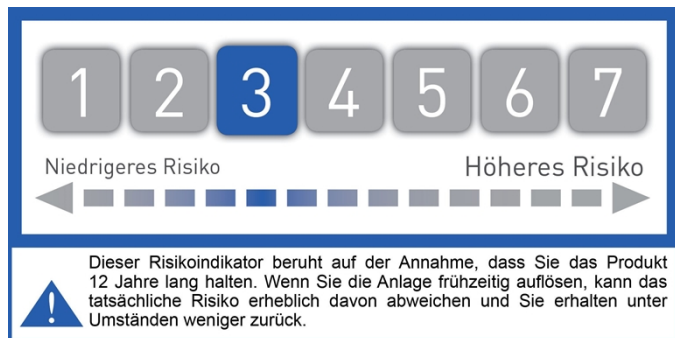 1 2 3 4 5 6 7
Niedrigeres Risiko Höheres Risiko
Dieser Risikoindikator beruht auf der Annahme, dass Sie das Produkt
12 Jahre lang halten. Wenn Sie die Anlage frühzeitig auflösen, kann das
tatsächliche Risiko erheblich davon abweichen und Sie erhalten unter
Umständen weniger zurück.